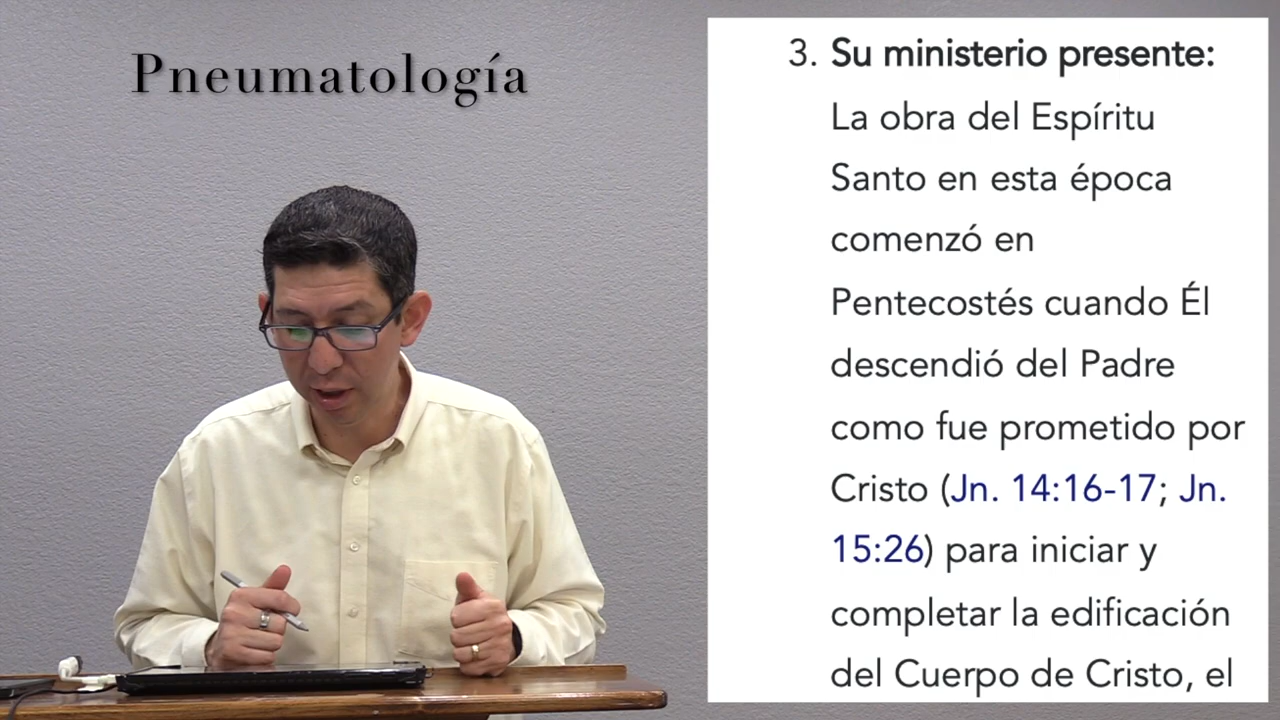 Pneumatología
3. Su ministerio presente:
La obra del Espíritu
Santo en esta época
comenzó en
Pentecostés cuando Él
descendió del Padre
como fue prometido por
Cristo (Jn. 14:16-17; Jn.
15:26) para iniciar y
completar la edificación
del Cuerpo de Cristo, el